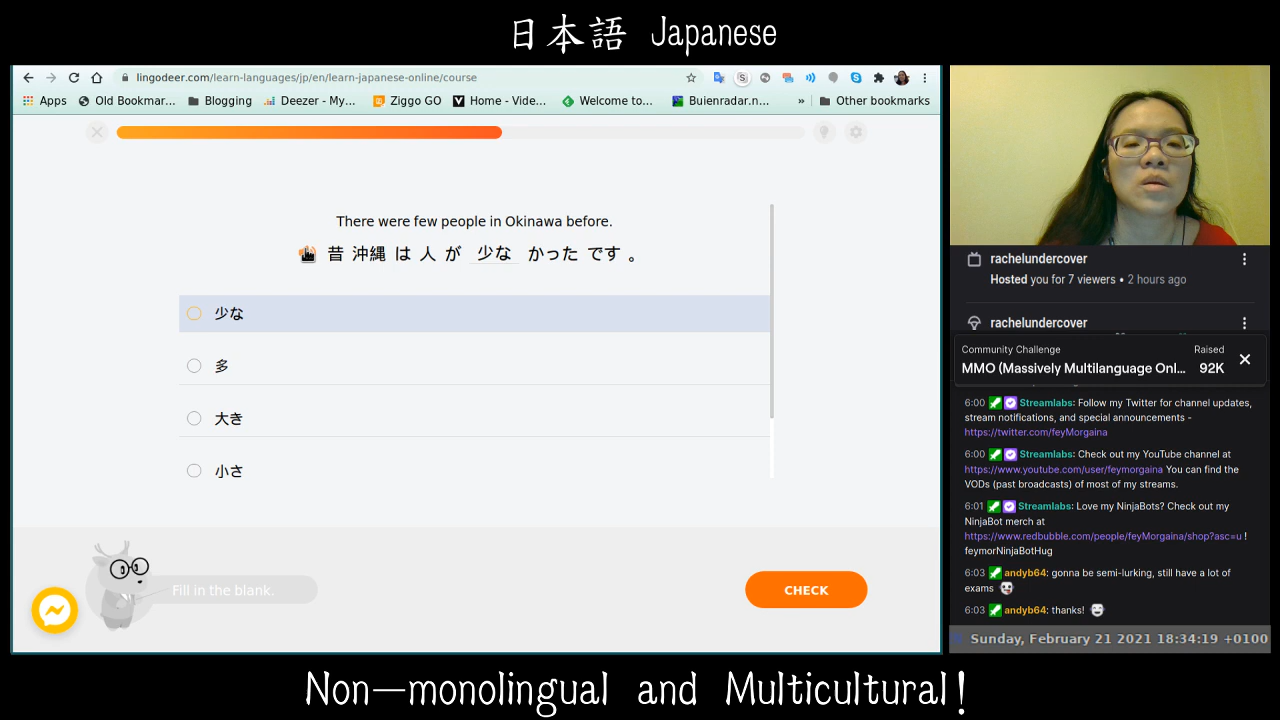 日本語 Japanese
lingodeer.com/learn-languages/jp/en/learn-japanese-online/course
Apps
Old Bookmar...
Blogging
Deezer - My...
Ziggo GO
Home - Vide...
Welcome to...
Buienradar.n...
»
Other bookmarks
There were few people in Okinawa before.
昔 沖縄 は 人 が 少な かった です 。
少な
多
大き
小さ
Fill in the blank.
CHECK
rachelundercover
Hosted you for 7 viewers • 2 hours ago
rachelundercover
Community Challenge
Raised
MMO (Massively Multilanguage Onl...
92K
6:00 Streamlabs: Follow my Twitter for channel updates,
stream notifications, and special announcements -
https://twitter.com/feyMorgaina
6:00 Streamlabs: Check out my YouTube channel at
https://www.youtube.com/user/feymorgaina You can find the
VODs (past broadcasts) of most of my streams.
6:01 Streamlabs: Love my NinjaBots? Check out my
NinjaBot merch at
https://www.redbubble.com/people/feyMorgaina/shop?asc=u !
feymorNinjaBotHug
6:03 andyb64: gonna be semi-lurking, still have a lot of
exams
6:03 andyb64: thanks!
Sunday, February 21 2021 18:34:19 +0100
Non-monolingual and Multicultural!